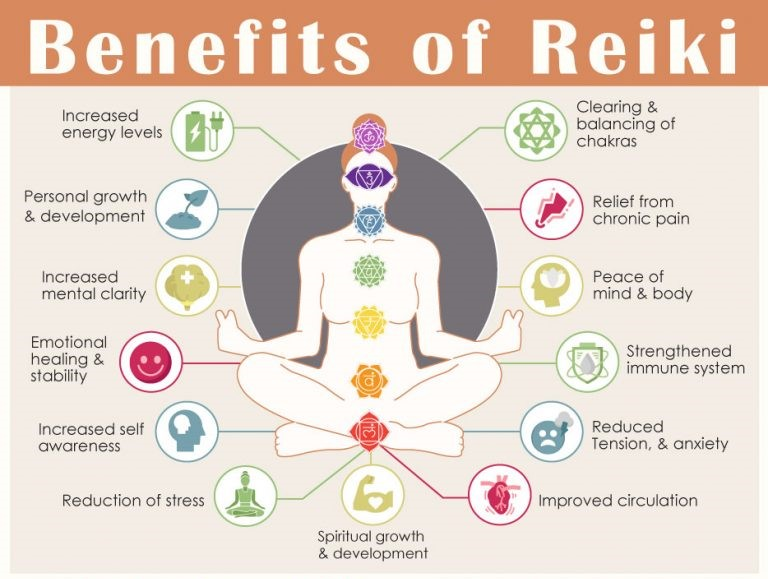 Benefits of Reiki
Increased
energy levels
Clearing &
balancing of
chakras
Personal growth
& development
Relief from
chronic pain
Increased
mental clarity
Peace of
mind & body
Emotional
healing &
stability
Strengthened
immune system
Increased self
awareness
Reduced
Tension, & anxiety
Reduction of stress
Improved circulation
Spiritual growth
& development